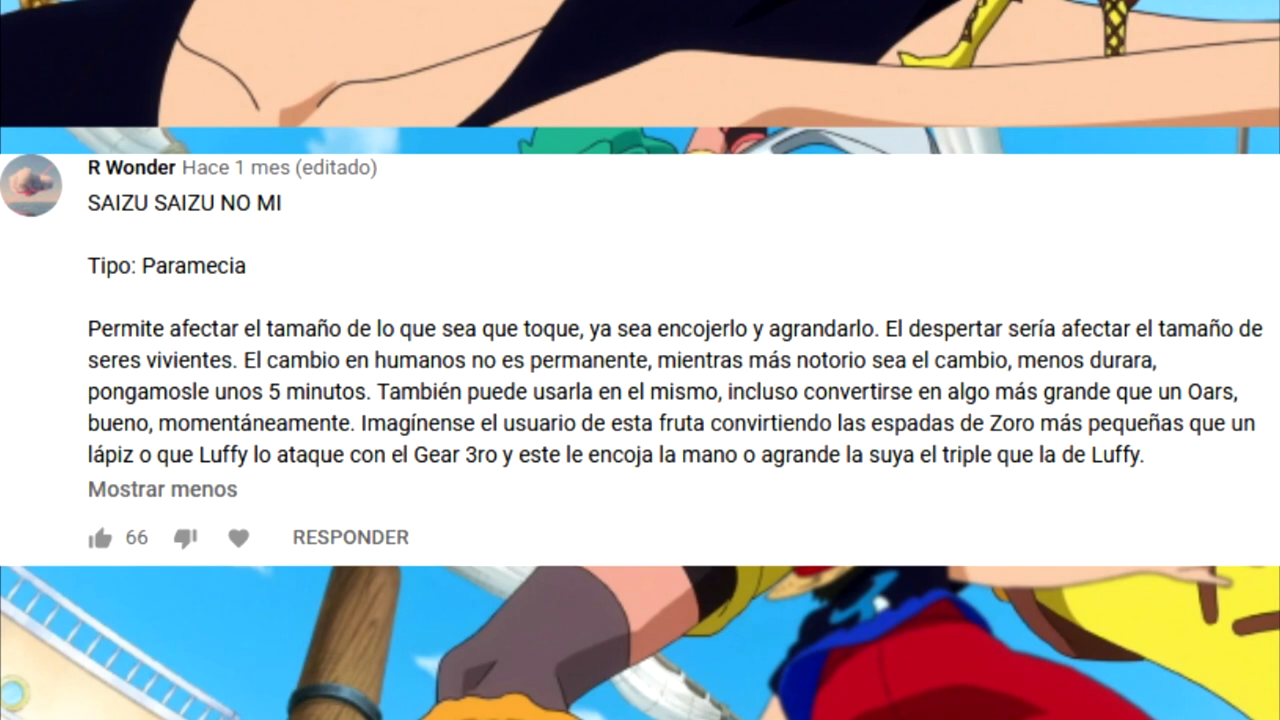 R Wonder Hace 1 mes (editado)
SAIZU SAIZU NO MI
Tipo: Paramecia
Permite afectar el tamaño de lo que sea que toque, ya sea encojerlo y agrandarlo. El despertar sería afectar el tamaño de
seres vivientes. El cambio en humanos no es permanente, mientras más notorio sea el cambio, menos durara,
pongamosle unos 5 minutos. También puede usarla en el mismo, incluso convertirse en algo más grande que un Oars,
bueno, momentáneamente. Imagínense el usuario de esta fruta convirtiendo las espadas de Zoro más pequeñas que un
lápiz o que Luffy lo ataque con el Gear 3ro y este le encoja la mano o agrande la suya el triple que la de Luffy.
Mostrar menos
66 RESPONDER